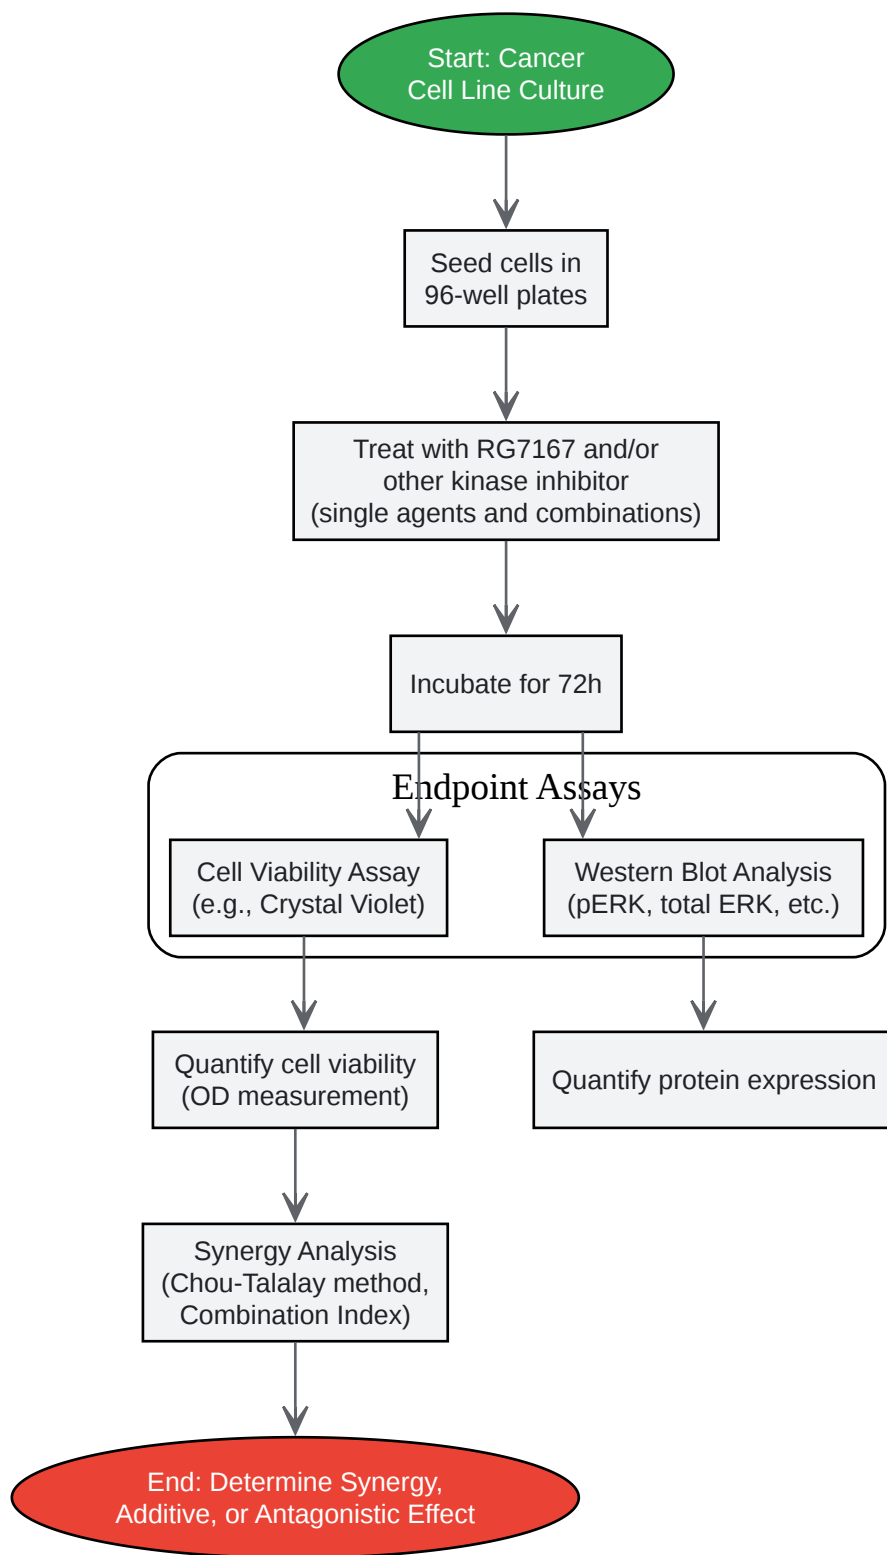 Start: Cancer
Cell Line Culture
Seed cells in
96-well plates
Treat with RG7167 and/or
other kinase inhibitor
(single agents and combinations)
Incubate for 72h
Endpoint Assays
Cell Viability Assay
(e.g., Crystal Violet)
Western Blot Analysis
(pERK, total ERK, etc.)
Quantify cell viability
(OD measurement)
Quantify protein expression
Synergy Analysis
(Chou-Talalay method,
Combination Index)
End: Determine Synergy,
Additive, or Antagonistic Effect